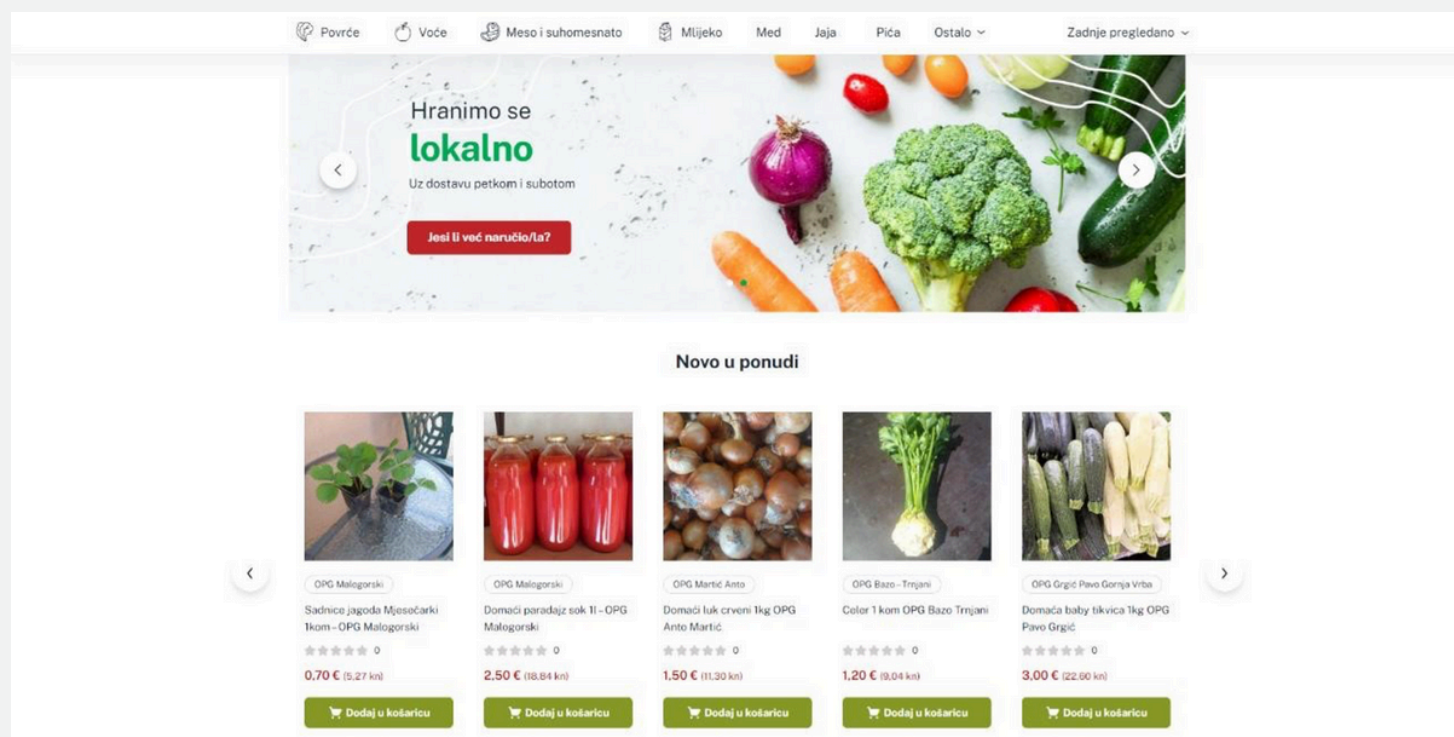 Povrće Voće Meso i suhomesnato Mlijeko Med Jaja Pića Ostalo Zadnje pregledano
Hranimo se
lokalno
Uz dostavu petkom i subotom
Jesi li već naručio/la?
Novo u ponudi
OPG Malogorski OPG Malogorski OPG Martić Anto OPG Bazo - Trnjani OPG Grgić Pavo Gornja Vrba
Sadnice jagoda Mjesečarki Domaći paradajz sok 1l – OPG Domaći luk crveni 1kg OPG Celer 1 kom OPG Bazo Trnjani Domaća baby tikvica 1kg OPG
1kom – OPG Malogorski Malogorski Anto Martić Pavo Grgić
0 0 0 0 0
0,70 € (5,27 kn) 2,50 € (18,84 kn) 1,50 € (11,30 kn) 1,20 € (9,04 kn) 3,00 € (22,60 kn)
Dodaj u košaricu Dodaj u košaricu Dodaj u košaricu Dodaj u košaricu Dodaj u košaricu